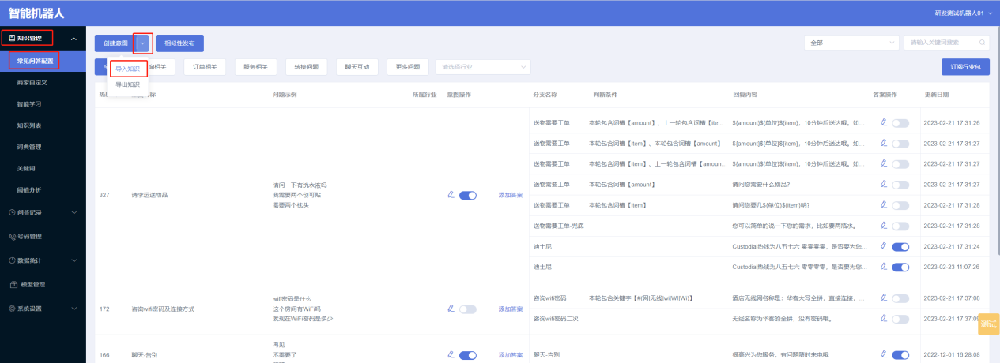 智能机器人
研发测试机器人01
知识管理
常见问答配置
商家自定义
智能学习
知识列表
词典管理
关键词
阈值分析
问答记录
号码管理
数据统计
模型管理
系统设置
创建意图
相似性发布
全部
请输入关键词搜索
导入知识
导出知识
询相关
订单相关
服务相关
转接问题
聊天互动
更多问题
请选择行业
订阅行业包
问题示例 所属行业 意图操作 分支名称 判断条件 回复内容 答案操作 更新日期
送物需要工单 本轮包含词槽【amount】、上一轮包含词槽【ite... ${amount}${单位}${item}，10分钟后送达哦。如... 2023-02-21 17:31:26
送物需要工单 本轮包含词槽【item】、本轮包含词槽【amount】 ${amount}${单位}${item}，10分钟后送达哦。如... 2023-02-21 17:31:27
送物需要工单 本轮包含词槽【item】、上一轮包含词槽【amoun... ${amount}${单位}${item}，10分钟后送达哦。如... 2023-02-21 17:31:27
送物需要工单 本轮包含词槽【amount】 请问您需要什么物品? 2023-02-21 17:31:27
327 请求运送物品
请问一下有洗衣液吗
我需要两个创可贴
需要两个枕头
添加答案
送物需要工单 本轮包含词槽【item】 请问您要几${单位}${item}呐? 2023-02-21 17:31:28
送物需要工单-兜底 您可以简单的说一下您的需求，比如要两瓶水。 2023-02-21 17:31:28
迪士尼 Custodial热线为八五七六 零零零零，是否要为您... 2023-02-21 17:31:24
迪士尼 Custodial热线为八五七六 零零零零，是否要为您... 2023-02-23 11:07:26
172 咨询wifi密码及连接方式
wifi密码是什么
这个房间有WiFi吗
就现在WiFi密码是多少
添加答案
咨询wifi密码 本轮包含关键字【#(网|无线|wi|WI|Wi)】 酒店无线网名称是：华客大写全拼，直接连接，... 2023-02-21 17:37:08
咨询wifi密码二次 无线名称为华客的全拼，没有密码哦。 2023-02-21 17:37:09
测试
166 聊天-告别
再见
不需要了
添加答案
聊天-告别 很高兴为您服务，有问题随时来电哦 2022-12-01 16:28:08